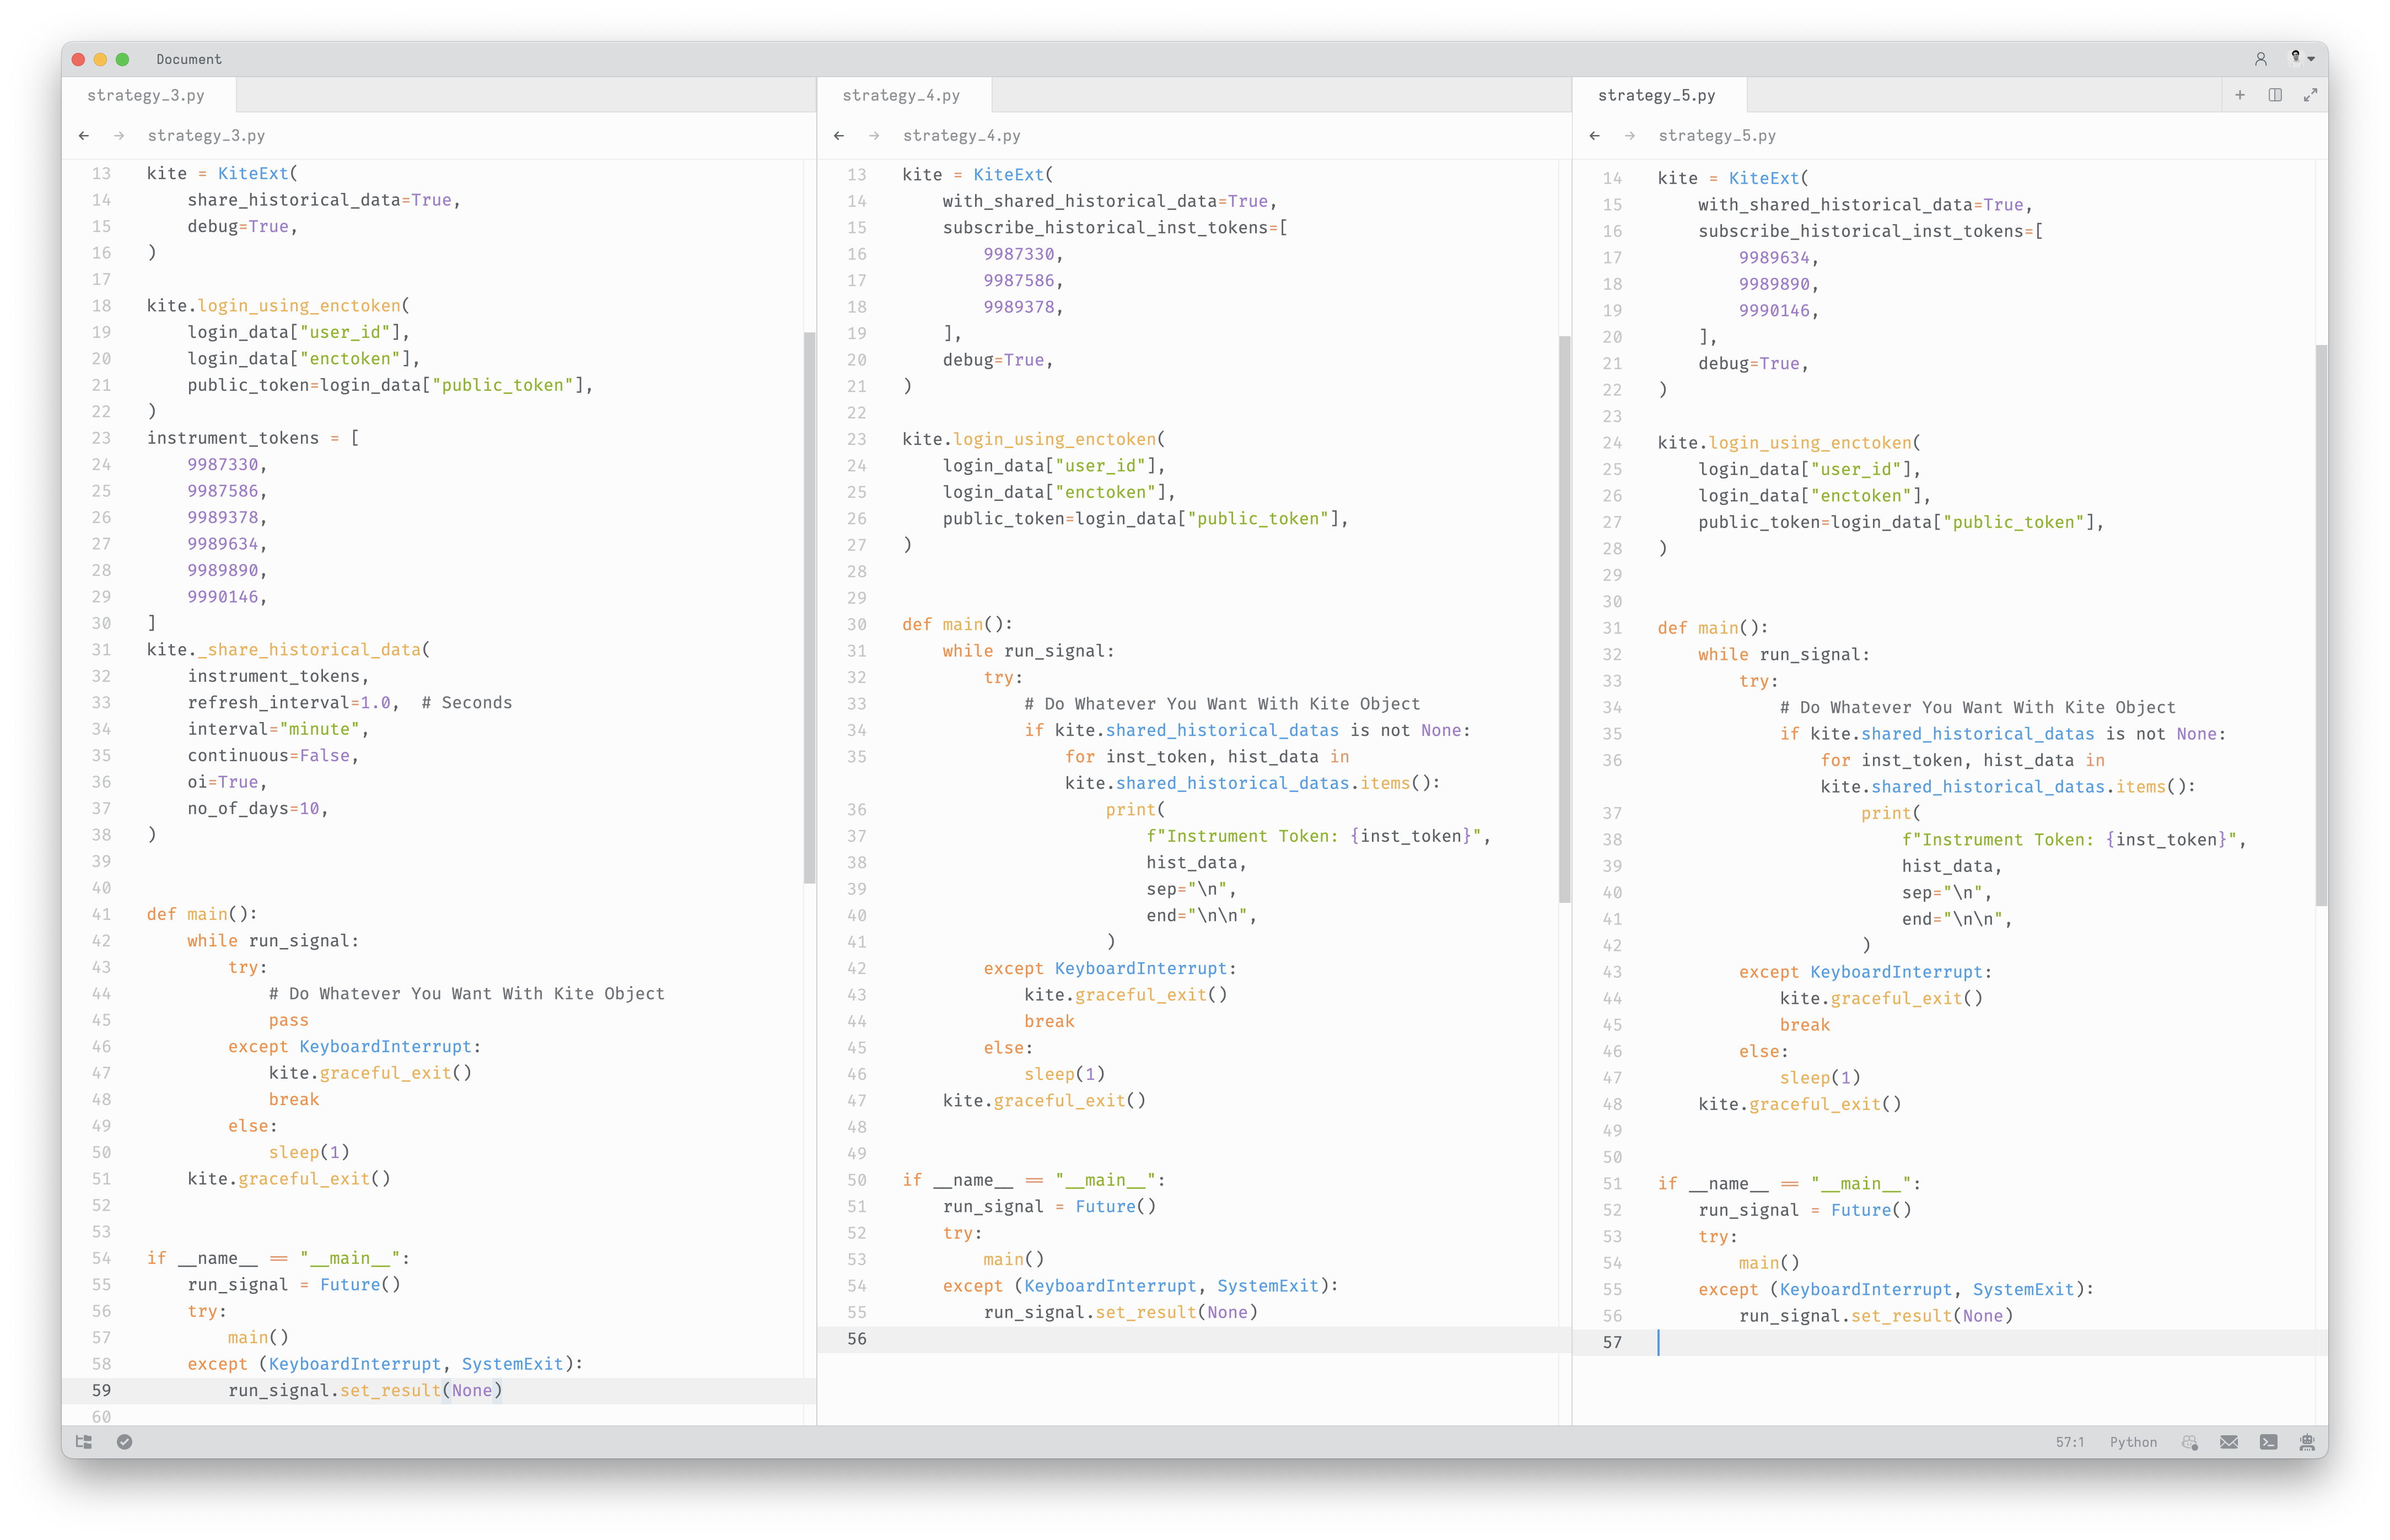 Document
strategy_3.py
strategy_3.py
13 kite = KiteExt(
14     share_historical_data=True,
15     debug=True,
16 )
17
18 kite.login_using_enctoken(
19     login_data["user_id"],
20     login_data["enctoken"],
21     public_token=login_data["public_token"],
22 )
23 instrument_tokens = [
24     9987330,
25     9987586,
26     9989378,
27     9989634,
28     9989890,
29     9990146,
30 ]
31 kite._share_historical_data(
32     instrument_tokens,
33     refresh_interval=1.0,  # Seconds
34     interval="minute",
35     continuous=False,
36     oi=True,
37     no_of_days=10,
38 )
39
40
41 def main():
42     while run_signal:
43         try:
44             # Do Whatever You Want With Kite Object
45             pass
46         except KeyboardInterrupt:
47             kite.graceful_exit()
48             break
49         else:
50             sleep(1)
51     kite.graceful_exit()
52
53
54 if __name__ == "__main__":
55     run_signal = Future()
56     try:
57         main()
58     except (KeyboardInterrupt, SystemExit):
59         run_signal.set_result(None)
60
strategy_4.py
strategy_4.py
13 kite = KiteExt(
14     with_shared_historical_data=True,
15     subscribe_historical_inst_tokens=[
16         9987330,
17         9987586,
18         9989378,
19     ],
20     debug=True,
21 )
22
23 kite.login_using_enctoken(
24     login_data["user_id"],
25     login_data["enctoken"],
26     public_token=login_data["public_token"],
27 )
28
29
30 def main():
31     while run_signal:
32         try:
33             # Do Whatever You Want With Kite Object
34             if kite.shared_historical_datas is not None:
35                 for inst_token, hist_data in
                kite.shared_historical_datas.items():
36                     print(
37                         f"Instrument Token: {inst_token}",
38                         hist_data,
39                         sep="\n",
40                         end="\n\n",
41                     )
42         except KeyboardInterrupt:
43             kite.graceful_exit()
44             break
45         else:
46             sleep(1)
47     kite.graceful_exit()
48
49
50 if __name__ == "__main__":
51     run_signal = Future()
52     try:
53         main()
54     except (KeyboardInterrupt, SystemExit):
55         run_signal.set_result(None)
56
strategy_5.py
strategy_5.py
14 kite = KiteExt(
15     with_shared_historical_data=True,
16     subscribe_historical_inst_tokens=[
17         9989634,
18         9989890,
19         9990146,
20     ],
21     debug=True,
22 )
23
24 kite.login_using_enctoken(
25     login_data["user_id"],
26     login_data["enctoken"],
27     public_token=login_data["public_token"],
28 )
29
30
31 def main():
32     while run_signal:
33         try:
34             # Do Whatever You Want With Kite Object
35             if kite.shared_historical_datas is not None:
36                 for inst_token, hist_data in
                kite.shared_historical_datas.items():
37                     print(
38                         f"Instrument Token: {inst_token}",
39                         hist_data,
40                         sep="\n",
41                         end="\n\n",
42                     )
43         except KeyboardInterrupt:
44             kite.graceful_exit()
45             break
46         else:
47             sleep(1)
48     kite.graceful_exit()
49
50
51 if __name__ == "__main__":
52     run_signal = Future()
53     try:
54         main()
55     except (KeyboardInterrupt, SystemExit):
56         run_signal.set_result(None)
57
57:1 Python